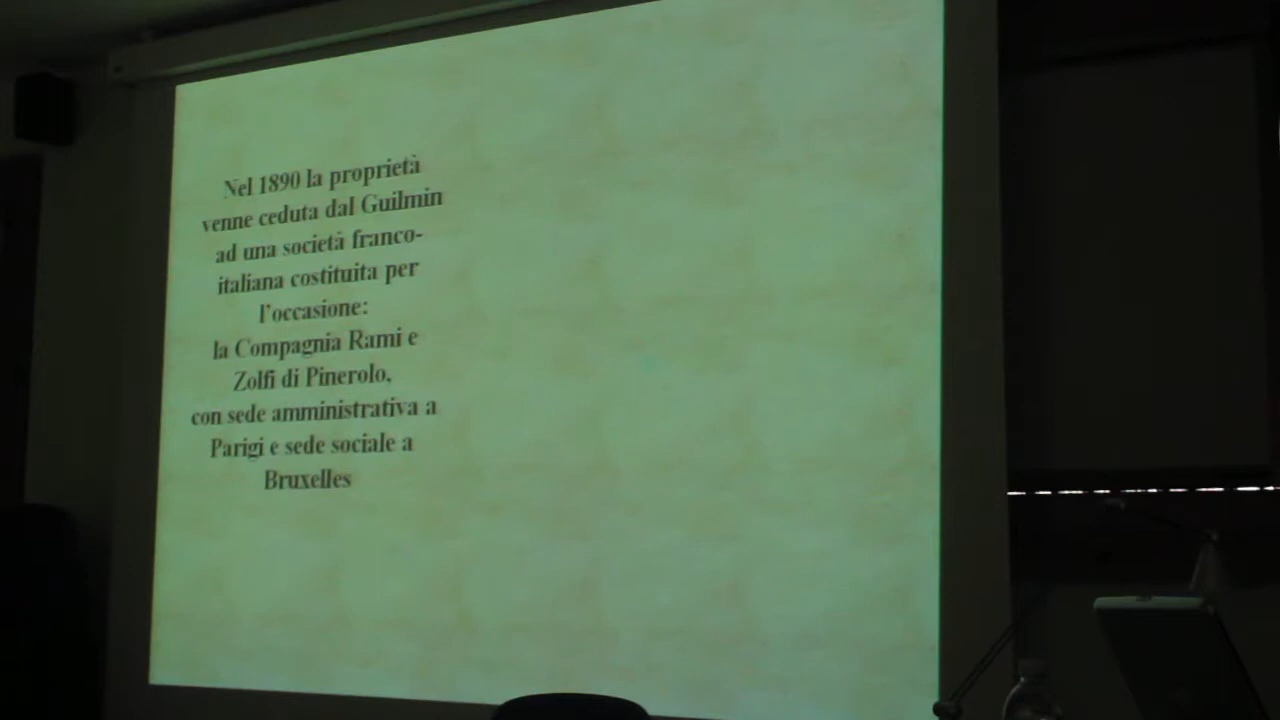 Nel 1890 la proprietà
venne ceduta dal Guilmin
ad una società franco-
italiana costituita per
l'occasione:
la Compagnia Rami e
Zolfi di Pinerolo,
con sede amministrativa a
Parigi e sede sociale a
Bruxelles